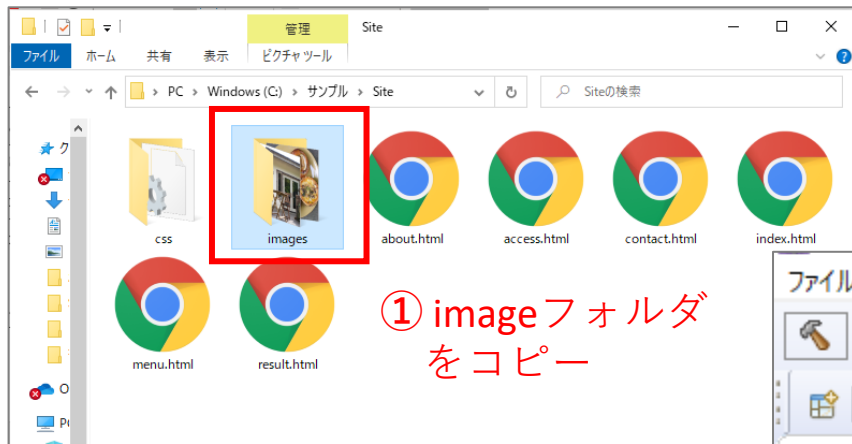 管理
Site
ファイル
ホーム
共有
表示
ピクチャ ツール
PC
Windows (C:)
サンプル
Site
Siteの検索
css
images
about.html
access.html
contact.html
index.html
menu.html
result.html
① imageフォルダ
をコピー
ファイル